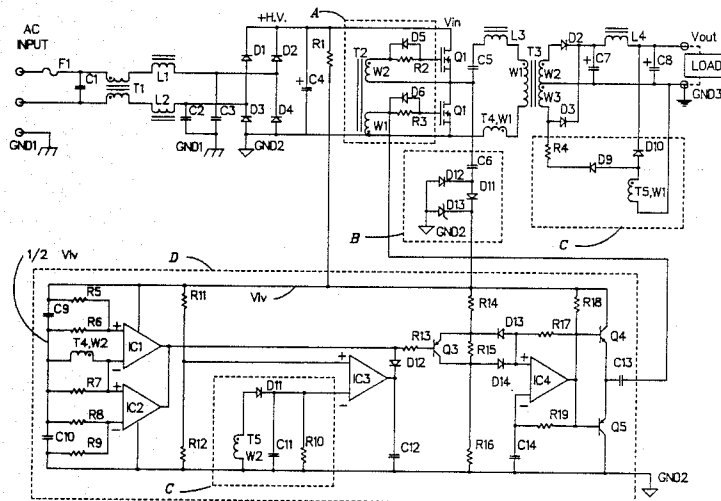 A
AC
INPUT
+H.V.
Vin
L3
T3
D2
L4
Vout
F1
C1
T1
L1
L2
D1
D2
R1
T2
W2
D5
R2
Q1
C5
W1
W2
W3
C7
C8
LOAD
C4
D6
R3
Q1
D3
GND3
C2
C3
D3
D4
W1
T4,W1
GND1
GND1
GND2
R4
D9
D10
T5,W1
C6
D12
D11
D13
GND2
B
C
1/2 Vlv
D
Vlv
R11
R5
C9
R6
T4,W2
IC1
+
−
R7
R8
R9
C10
IC2
+
−
R12
D11
T5
W2
C11
R10
C
IC3
+
−
D12
C12
R13
Q3
R14
R15
R16
D13
D14
IC4
+
−
C14
R17
R18
R19
Q4
Q5
C13
GND2